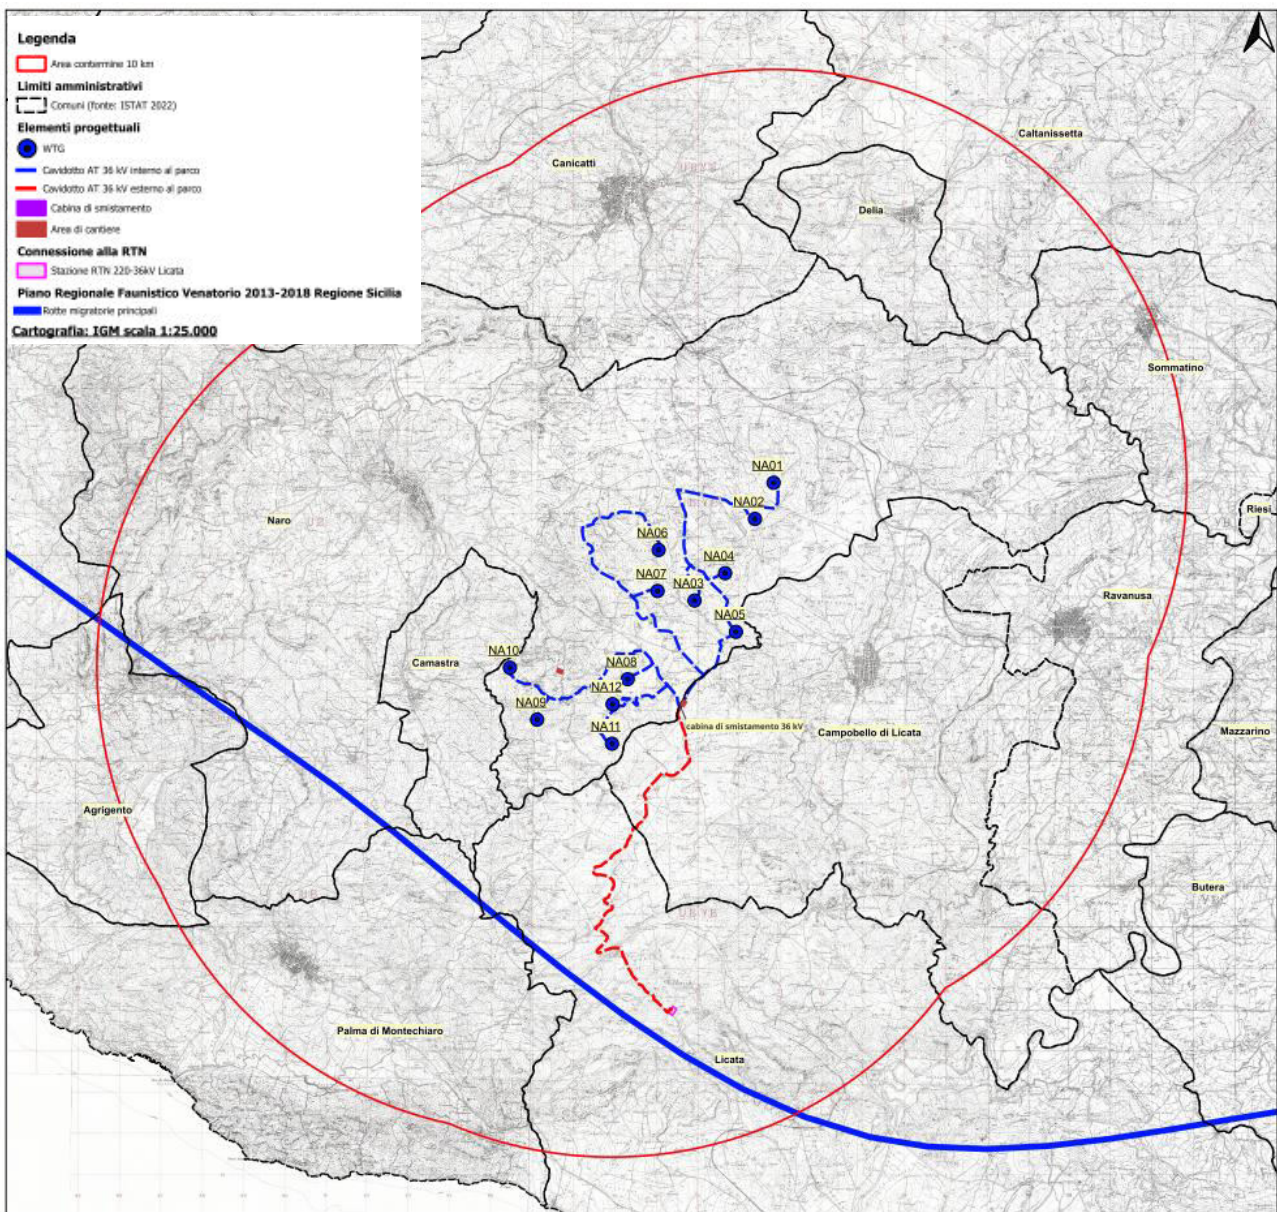 Legenda
Area contermine 10 km
Limiti amministrativi
Comuni (fonte: ISTAT 2022)
Elementi progettuali
WTG
Cavidotto AT 36 kV interno al parco
Cavidotto AT 36 kV esterno al parco
Cabina di smistamento
Area di cantiere
Connessione alla RTN
Stazione RTN 220-36kV Licata
Piano Regionale Faunistico Venatorio 2013-2018 Regione Sicilia
Rotte migratorie principali
Cartografia: IGM scala 1:25.000
Caltanissetta
Canicatti
Delia
Sommatino
NA01
NA02
Riesi
Naro
NA06
NA04
NA07
NA03
Ravanusa
NA05
NA10
Camastra
NA08
NA12
NA09
cabina di smistamento 36 kV
Campobello di Licata
Mazzarino
NA11
Agrigento
Butera
Palma di Montechiaro
Licata